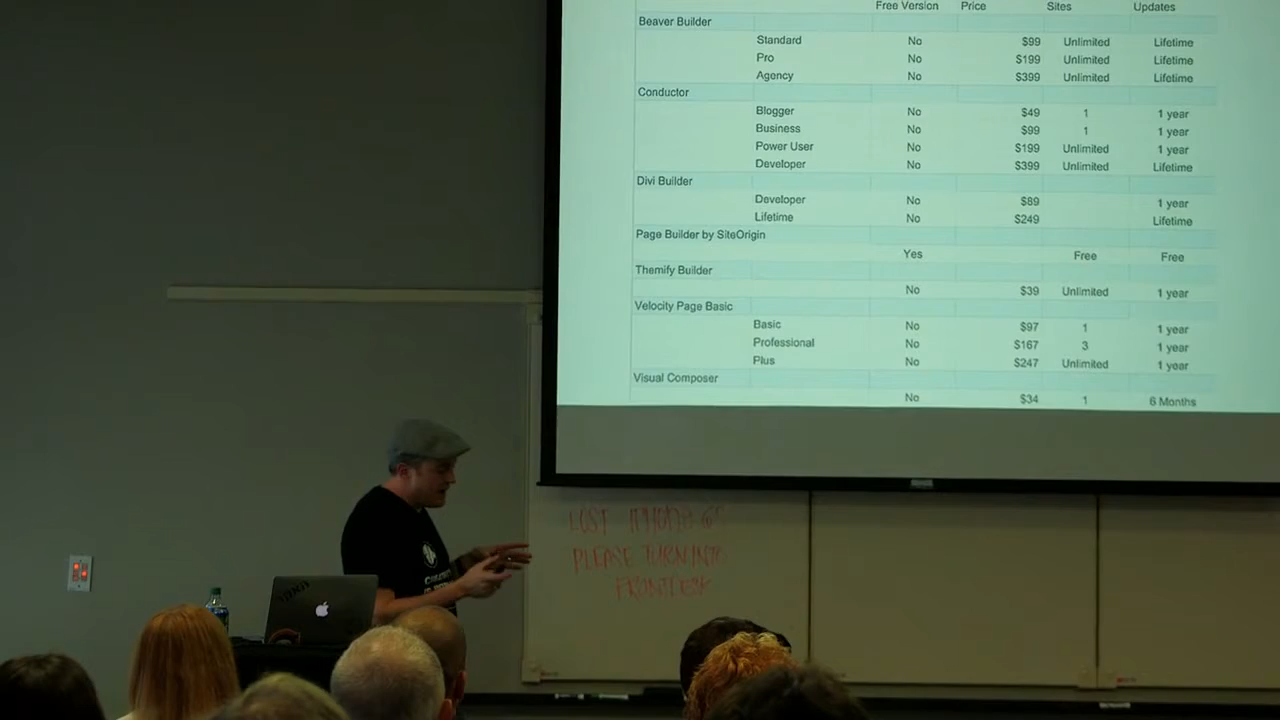 Free Version Price Sites Updates
Beaver Builder
Standard No $99 Unlimited Lifetime
Pro No $199 Unlimited Lifetime
Agency No $399 Unlimited Lifetime
Conductor
Blogger No $49 1 1 year
Business No $99 1 1 year
Power User No $199 Unlimited 1 year
Developer No $399 Unlimited Lifetime
Divi Builder
Developer No $89 1 year
Lifetime No $249 Lifetime
Page Builder by SiteOrigin
Yes Free Free
Themify Builder
No $39 Unlimited 1 year
Velocity Page Basic
Basic No $97 1 1 year
Professional No $167 3 1 year
Plus No $247 Unlimited 1 year
Visual Composer
No $34 1 6 Months
LOST IPHONE 6
PLEASE TURN INTO
FRONT DESK